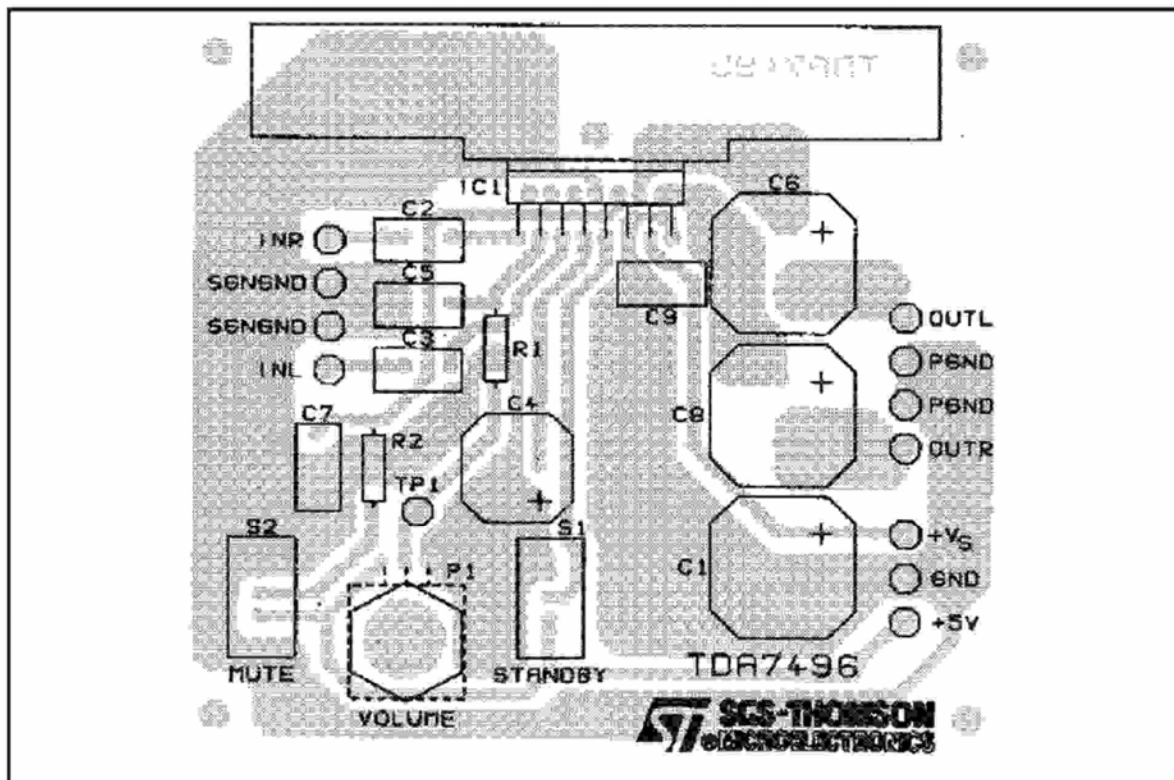 IC1
C6
C2
INR
C5
SGNGND
SGNGND
C9
OUTL
C3
R1
INL
PGND
C4
C8
PGND
C7
R2
OUTR
TP1
S2
S1
+VS
P1
C1
GND
+5V
MUTE
STANDBY
TDA7496
VOLUME
ST SGS-THOMSON
MICROELECTRONICS